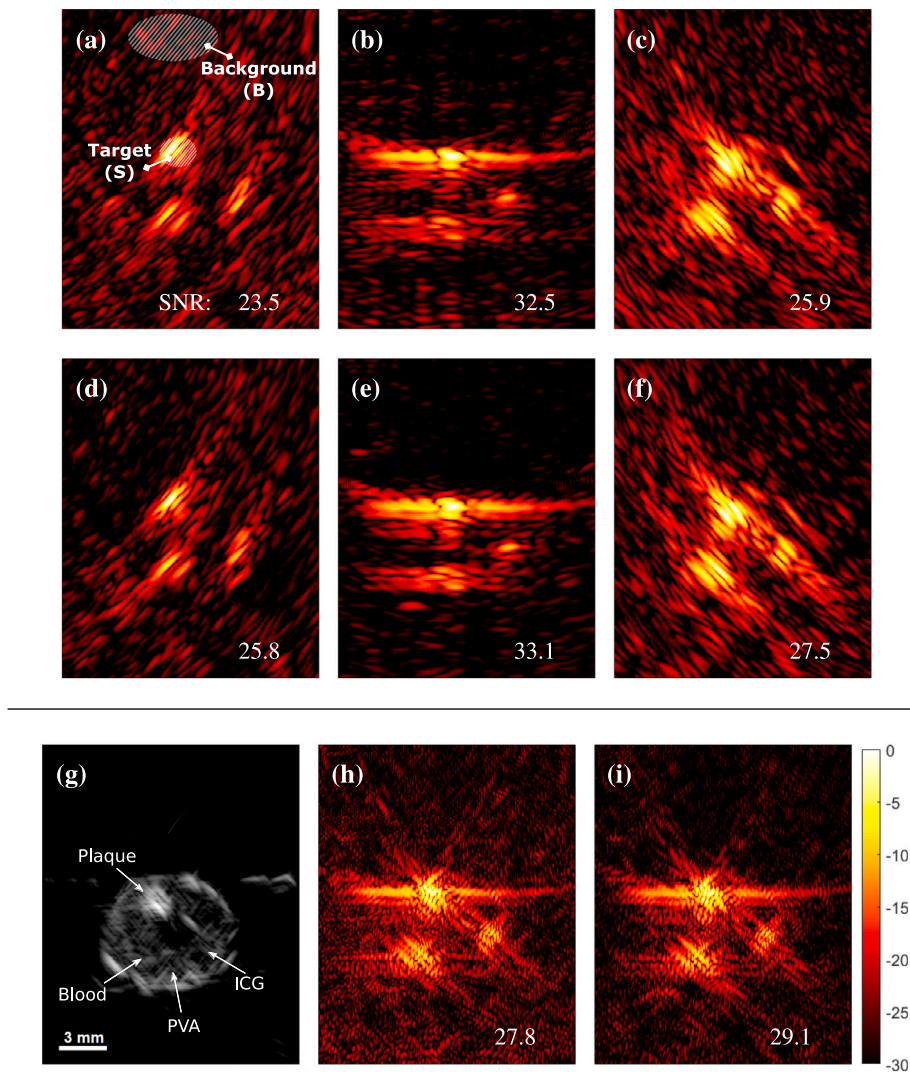 (a)
Background
(B)
Target
(S)
SNR: 23.5
(b)
32.5
(c)
25.9
(d)
25.8
(e)
33.1
(f)
27.5
(g)
Plaque
Blood
PVA
ICG
3 mm
(h)
27.8
(i)
29.1
0
-5
-10
-15
-20
-25
-30